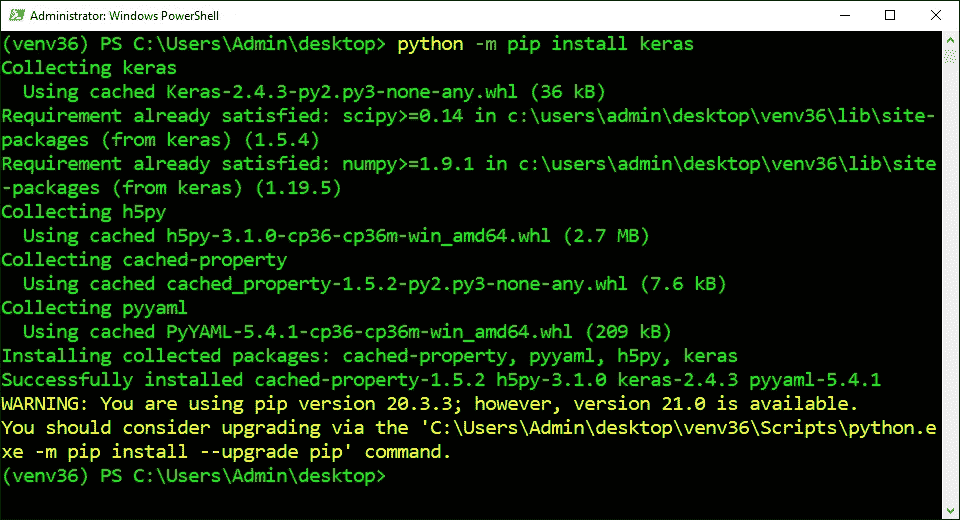 Administrator: Windows PowerShell
(venv36) PS C:\Users\Admin\desktop> python -m pip install keras
Collecting keras
  Using cached Keras-2.4.3-py2.py3-none-any.whl (36 kB)
Requirement already satisfied: scipy>=0.14 in c:\users\admin\desktop\venv36\lib\site-
packages (from keras) (1.5.4)
Requirement already satisfied: numpy>=1.9.1 in c:\users\admin\desktop\venv36\lib\site
-packages (from keras) (1.19.5)
Collecting h5py
  Using cached h5py-3.1.0-cp36-cp36m-win_amd64.whl (2.7 MB)
Collecting cached-property
  Using cached cached_property-1.5.2-py2.py3-none-any.whl (7.6 kB)
Collecting pyyaml
  Using cached PyYAML-5.4.1-cp36-cp36m-win_amd64.whl (209 kB)
Installing collected packages: cached-property, pyyaml, h5py, keras
Successfully installed cached-property-1.5.2 h5py-3.1.0 keras-2.4.3 pyyaml-5.4.1
WARNING: You are using pip version 20.3.3; however, version 21.0 is available.
You should consider upgrading via the 'C:\Users\Admin\desktop\venv36\Scripts\python.e
xe -m pip install --upgrade pip' command.
(venv36) PS C:\Users\Admin\desktop>